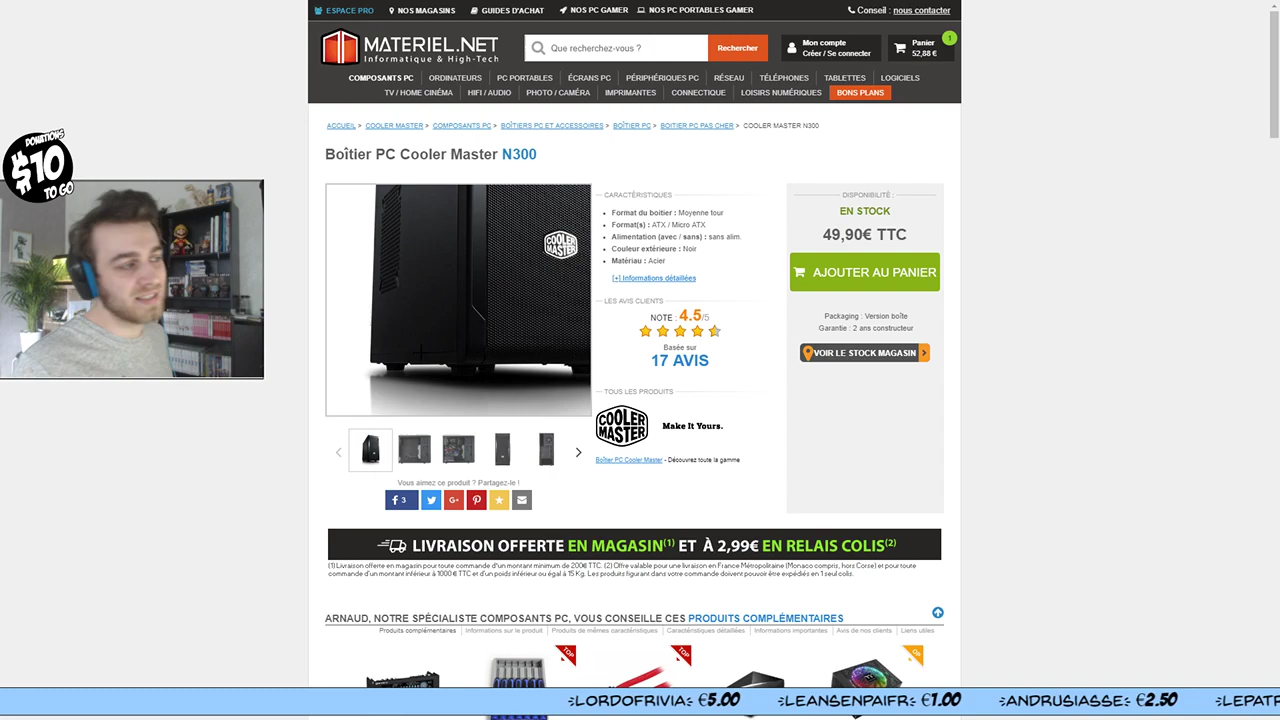 ESPACE PRO
NOS MAGASINS
GUIDES D'ACHAT
NOS PC GAMER
NOS PC PORTABLES GAMER
Conseil : nous contacter
MATERIEL.NET
Informatique & High-Tech
Que recherchez-vous ?
Rechercher
Mon compte
Créer / Se connecter
Panier
52,88 €
1
COMPOSANTS PC
ORDINATEURS
PC PORTABLES
ÉCRANS PC
PÉRIPHÉRIQUES PC
RÉSEAU
TÉLÉPHONES
TABLETTES
LOGICIELS
TV / HOME CINÉMA
HIFI / AUDIO
PHOTO / CAMÉRA
IMPRIMANTES
CONNECTIQUE
LOISIRS NUMÉRIQUES
BONS PLANS
ACCUEIL > COOLER MASTER > COMPOSANTS PC > BOÎTIERS PC ET ACCESSOIRES > BOÎTIER PC > BOITIER PC PAS CHER > COOLER MASTER N300
DONATIONS
$10
TO GO
Boîtier PC Cooler Master N300
COOLER
MASTER
CARACTÉRISTIQUES
Format du boitier : Moyenne tour
Format(s) : ATX / Micro ATX
Alimentation (avec / sans) : sans alim.
Couleur extérieure : Noir
Matériau : Acier
[+] Informations détaillées
LES AVIS CLIENTS
NOTE : 4.5/5
Basée sur
17 AVIS
TOUS LES PRODUITS
COOLER
MASTER
Make It Yours.
Boîtier PC Cooler Master - Découvrez toute la gamme
DISPONIBILITÉ :
EN STOCK
49,90€ TTC
AJOUTER AU PANIER
Packaging : Version boîte
Garantie : 2 ans constructeur
VOIR LE STOCK MAGASIN
Vous aimez ce produit ? Partagez-le !
f 3
G+
LIVRAISON OFFERTE EN MAGASIN(1) ET À 2,99€ EN RELAIS COLIS(2)
(1) Livraison offerte en magasin pour toute commande d'un montant minimum de 200€ TTC. (2) Offre valable pour une livraison en France Métropolitaine (Monaco compris, hors Corse) et pour toute
commande d'un montant inférieur à 1000 € TTC et d'un poids inférieur ou égal à 15 Kg. Les produits figurant dans votre commande doivent pouvoir être expédiés en 1 seul colis.
ARNAUD, NOTRE SPÉCIALISTE COMPOSANTS PC, VOUS CONSEILLE CES PRODUITS COMPLÉMENTAIRES
Produits complémentaires | Informations sur le produit | Produits de mêmes caractéristiques | Caractéristiques détaillées | Informations importantes | Avis de nos clients | Liens utiles
TOP
TOP
LORDOFRIVIA €5.00
LEANSENPAIFR €1.00
ANDRUSIASSE €2.50
LEPAT